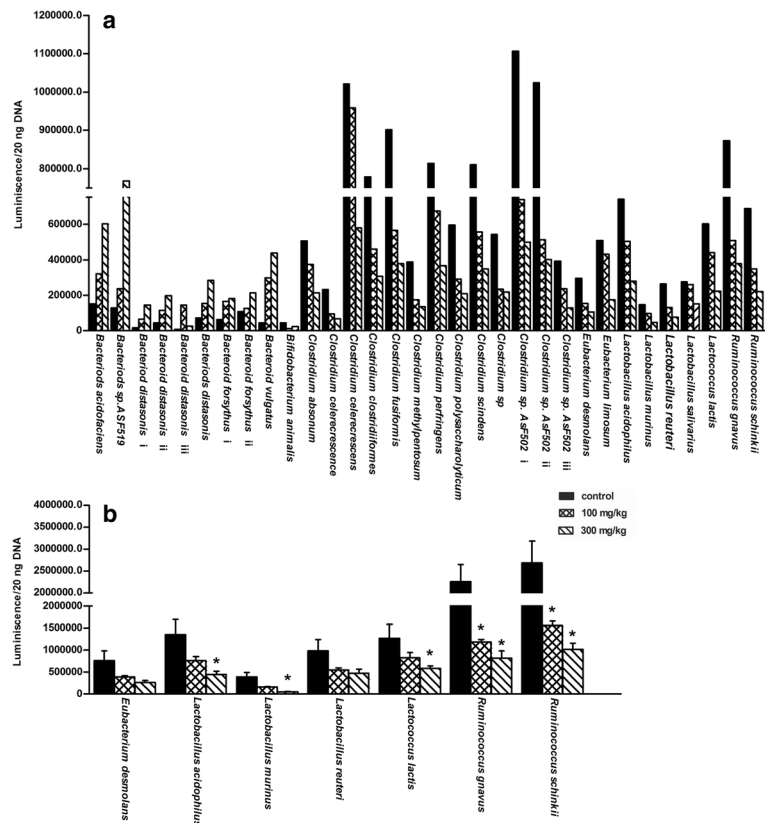 a
Luminiscence/20 ng DNA
1200000.0
1100000.0
1000000.0
900000.0
800000.0
600000
400000
200000
0
Bacteriods acidofaciens
Bacteriods sp.ASF519
Bacteriod distasonis i
Bacteroid distasonis ii
Bacteroid distasonis iii
Bacteriods distasonis
Bacteroid forsythus i
Bacteroid forsythus ii
Bacteroid vulgatus
Bifidobacterium animalis
Clostridium absonum
Clostridium celerecrescence
Clostridium celerecrescens
Clostridium clostridiiformes
Clostridium fusiformis
Clostridium methylpentosum
Clostridium perfringens
Clostridium polysaccharolyticum
Clostridium scindens
Clostridium sp
Clostridium sp. AsF502 i
Clostridium sp. AsF502 ii
Clostridium sp. AsF502 iii
Eubacterium desmolans
Eubacterium limosum
Lactobacillus acidophilus
Lactobacillus murinus
Lactobacillus reuteri
Lactobacillus salivarius
Lactococcus lactis
Ruminococcus gnavus
Ruminococcus schinkii
b
control
100 mg/kg
300 mg/kg
Luminiscence/20 ng DNA
4000000.0
3500000.0
3000000.0
2500000.0
2000000.0
2000000
1500000
1000000
500000
0
* * * * * * *
Eubacterium desmolans
Lactobacillus acidophilus
Lactobacillus murinus
Lactobacillus reuteri
Lactococcus lactis
Ruminococcus gnavus
Ruminococcus schinkii